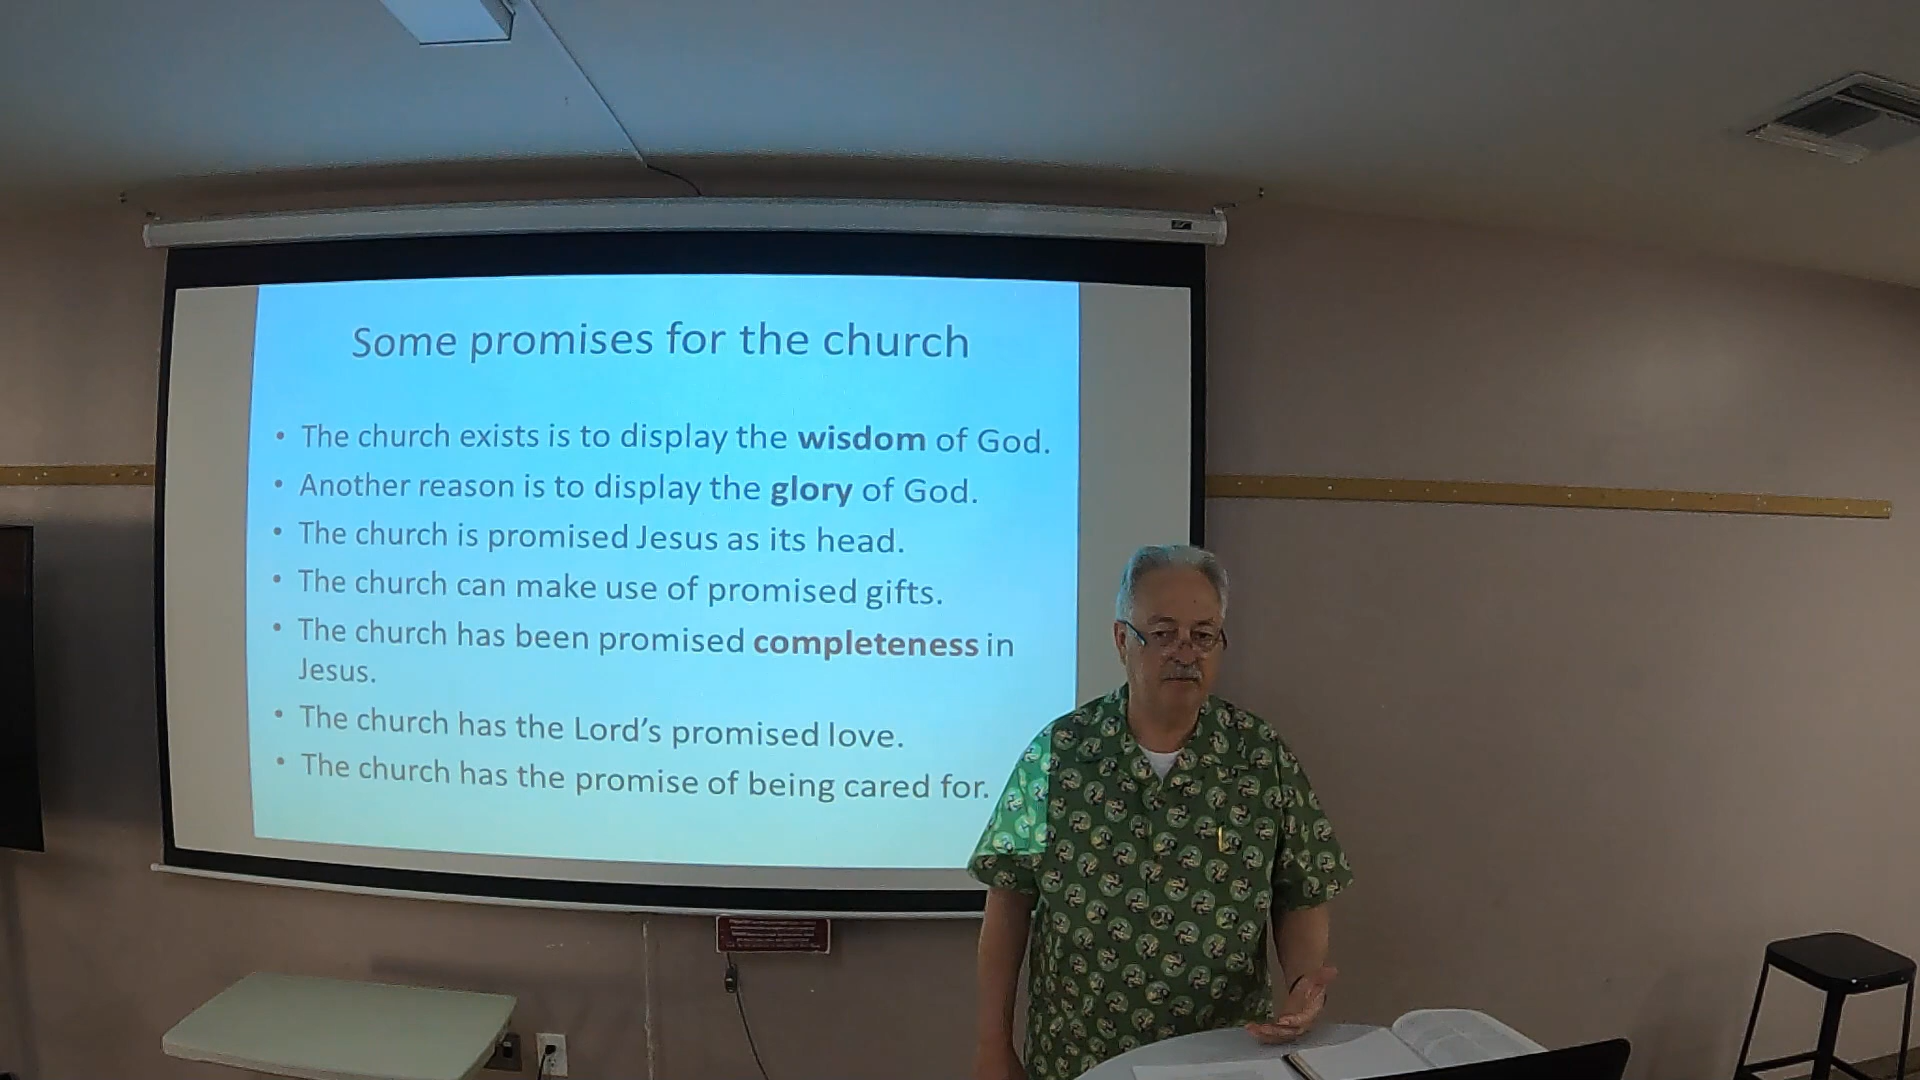 Some promises for the church
• The church exists is to display the wisdom of God.
• Another reason is to display the glory of God.
• The church is promised Jesus as its head.
• The church can make use of promised gifts.
• The church has been promised completeness in
Jesus.
• The church has the Lord's promised love.
• The church has the promise of being cared for.